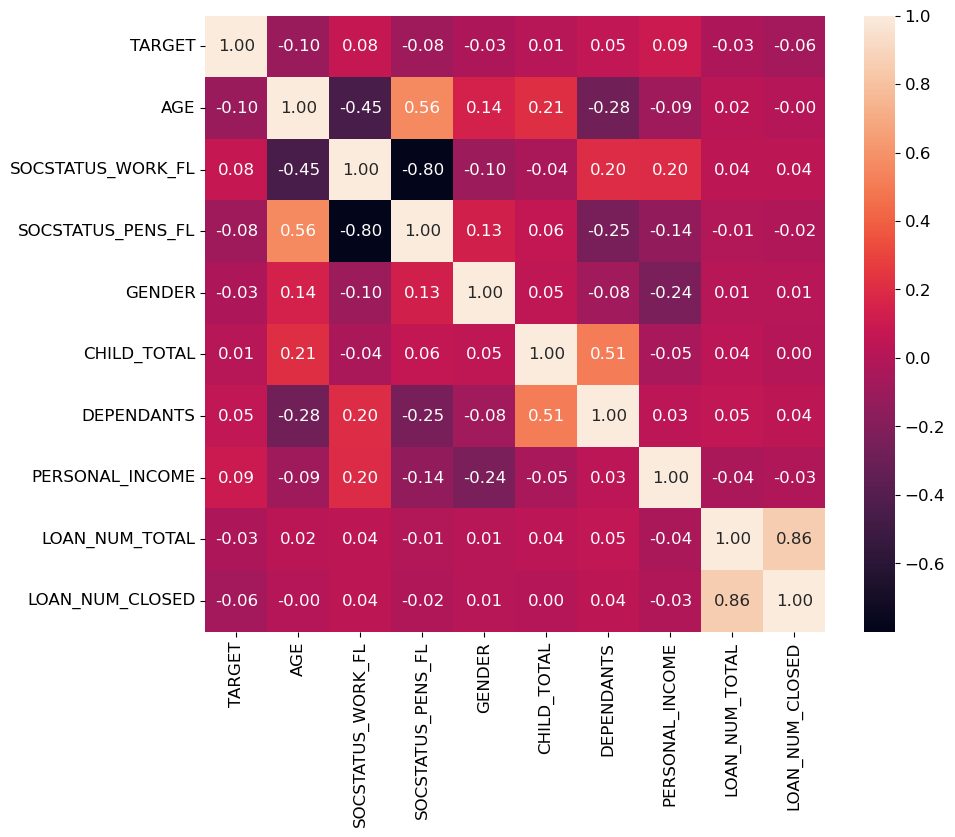 TARGET 1.00 -0.10 0.08 -0.08 -0.03 0.01 0.05 0.09 -0.03 -0.06
AGE -0.10 1.00 -0.45 0.56 0.14 0.21 -0.28 -0.09 0.02 -0.00
SOCSTATUS_WORK_FL 0.08 -0.45 1.00 -0.80 -0.10 -0.04 0.20 0.20 0.04 0.04
SOCSTATUS_PENS_FL -0.08 0.56 -0.80 1.00 0.13 0.06 -0.25 -0.14 -0.01 -0.02
GENDER -0.03 0.14 -0.10 0.13 1.00 0.05 -0.08 -0.24 0.01 0.01
CHILD_TOTAL 0.01 0.21 -0.04 0.06 0.05 1.00 0.51 -0.05 0.04 0.00
DEPENDANTS 0.05 -0.28 0.20 -0.25 -0.08 0.51 1.00 0.03 0.05 0.04
PERSONAL_INCOME 0.09 -0.09 0.20 -0.14 -0.24 -0.05 0.03 1.00 -0.04 -0.03
LOAN_NUM_TOTAL -0.03 0.02 0.04 -0.01 0.01 0.04 0.05 -0.04 1.00 0.86
LOAN_NUM_CLOSED -0.06 -0.00 0.04 -0.02 0.01 0.00 0.04 -0.03 0.86 1.00
TARGET
AGE
SOCSTATUS_WORK_FL
SOCSTATUS_PENS_FL
GENDER
CHILD_TOTAL
DEPENDANTS
PERSONAL_INCOME
LOAN_NUM_TOTAL
LOAN_NUM_CLOSED
1.0
0.8
0.6
0.4
0.2
0.0
−0.2
−0.4
−0.6